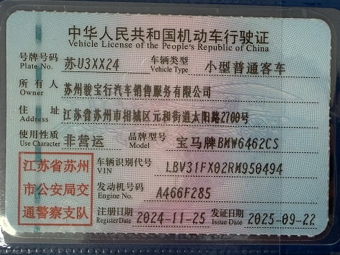 中华人民共和国机动车行驶证
Vehicle License of the People's Republic of China
号牌号码 苏U3XX24 车辆类型 小型普通客车
Plate No. Vehicle Type
所有人 苏州骏宝行汽车销售服务有限公司
Owner
住址 江苏省苏州市相城区元和街道太阳路2700号
Address
使用性质 非营运 品牌型号 宝马牌BMW6462CS
Use Character Model
江苏省苏州市公安局交通警察支队
车辆识别代号 LBV31FX02RM950494
VIN
发动机号码 A466F285
Engine No.
注册日期 2024-11-25 发证日期 2025-09-22
Register Date Issue Date